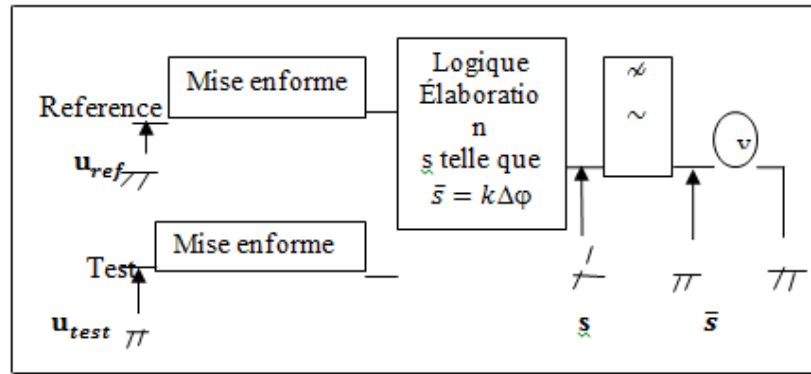 Reference
Mise enforme
u_ref
Test
Mise enforme
u_test
Logique
Élaboratio
n
s telle que
s̄ = kΔφ
≁
~
v
s
s̄